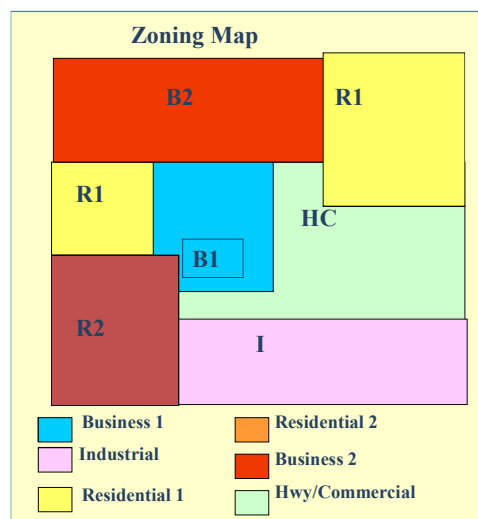 Zoning Map
B2
R1
R1
HC
B1
R2
I
Business 1
Residential 2
Industrial
Business 2
Residential 1
Hwy/Commercial